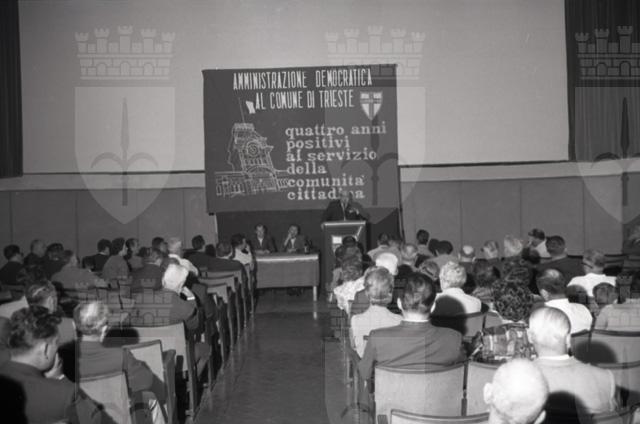 AMMINISTRAZIONE DEMOCRATICA
AL COMUNE DI TRIESTE
quattro anni
positivi
al servizio
della
comunità
cittadina